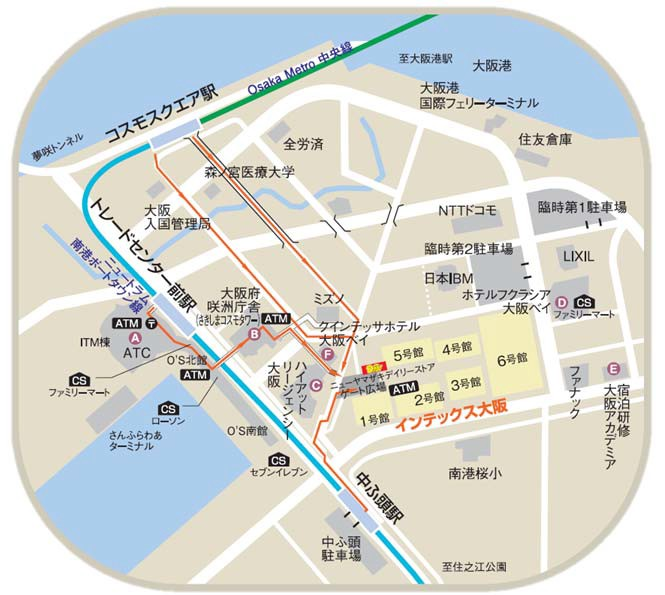 Osaka Metro 中央線
至大阪港駅
大阪港
大阪港
国際フェリーターミナル
コスモスクエア駅
夢咲トンネル
全労済
住友倉庫
森ノ宮医療大学
大阪
入国管理局
NTTドコモ
臨時第1駐車場
トレードセンター前駅
臨時第2駐車場
LIXIL
ニュートラム
南港ポートタウン線
日本IBM
ホテルフクラシア
大阪ベイ
D
CS
ファミリーマート
大阪府
咲洲庁舎
(さきしまコスモタワー)
B
ATM
ミズノ
クインテッサホテル
大阪ベイ
F
ATM
〒
A
ITM棟
ATC
O'S北館
ATM
CS
ファミリーマート
CS
ローソン
さんふらわあ
ターミナル
O'S南館
CS
セブンイレブン
ハイアット
リージェンシー
大阪
C
ニューヤマザキデイリーストア
ゲート広場
ATM
5号館
4号館
6号館
3号館
2号館
1号館
インテックス大阪
ファナック
E
宿泊研修
大阪アカデミア
南港桜小
中ふ頭駅
中ふ頭
駐車場
至住之江公園